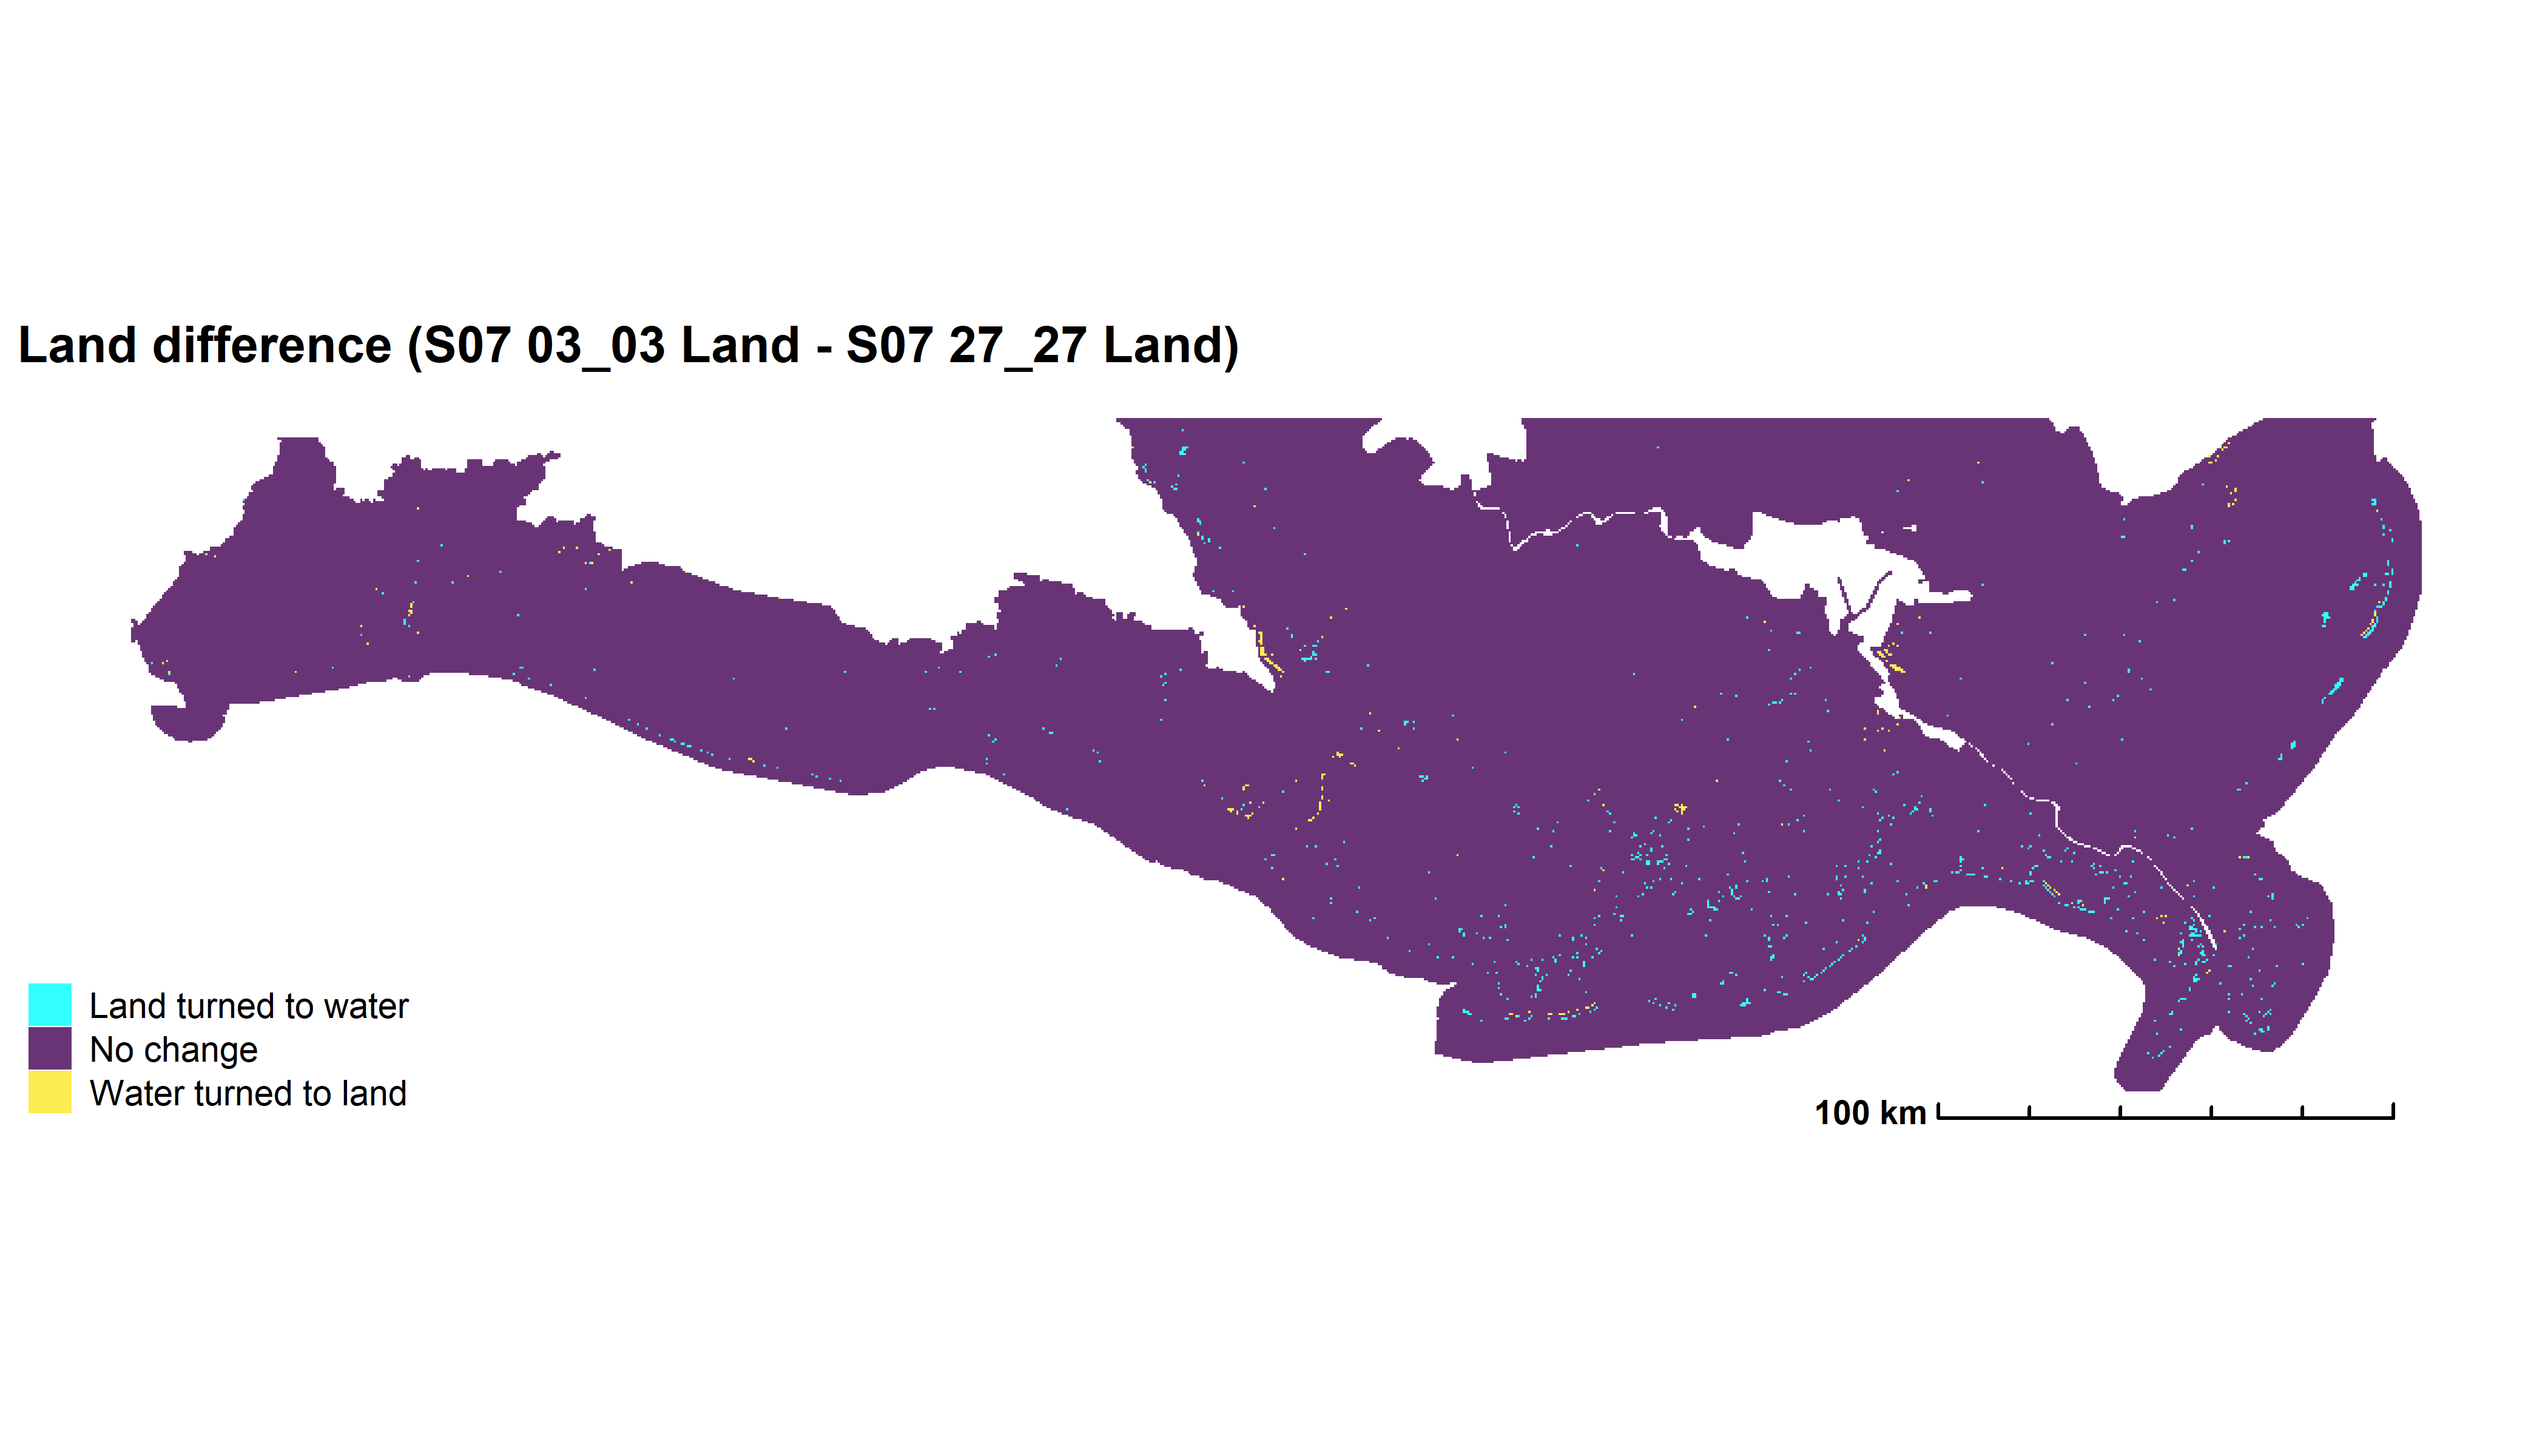 Land difference (S07 03_03 Land - S07 27_27 Land)
Land turned to water
No change
Water turned to land
100 km